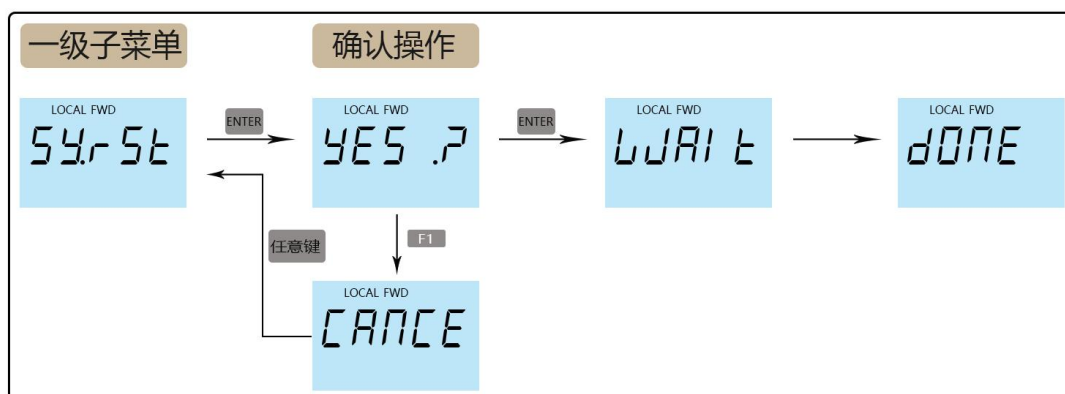 一级子菜单
确认操作
LOCAL FWD
SY.rSt
ENTER
LOCAL FWD
YES .?
ENTER
LOCAL FWD
WAIt
LOCAL FWD
dONE
任意键
F1
LOCAL FWD
CANCE